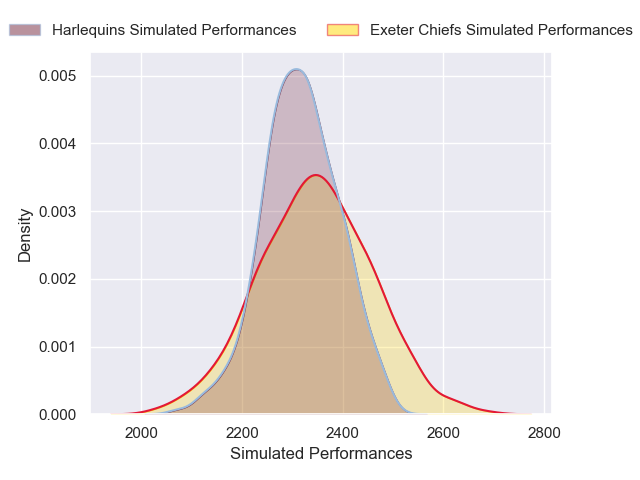 Harlequins Simulated Performances
Exeter Chiefs Simulated Performances
0.005
0.004
0.003
0.002
0.001
0.000
Density
2000
2200
2400
2600
2800
Simulated Performances